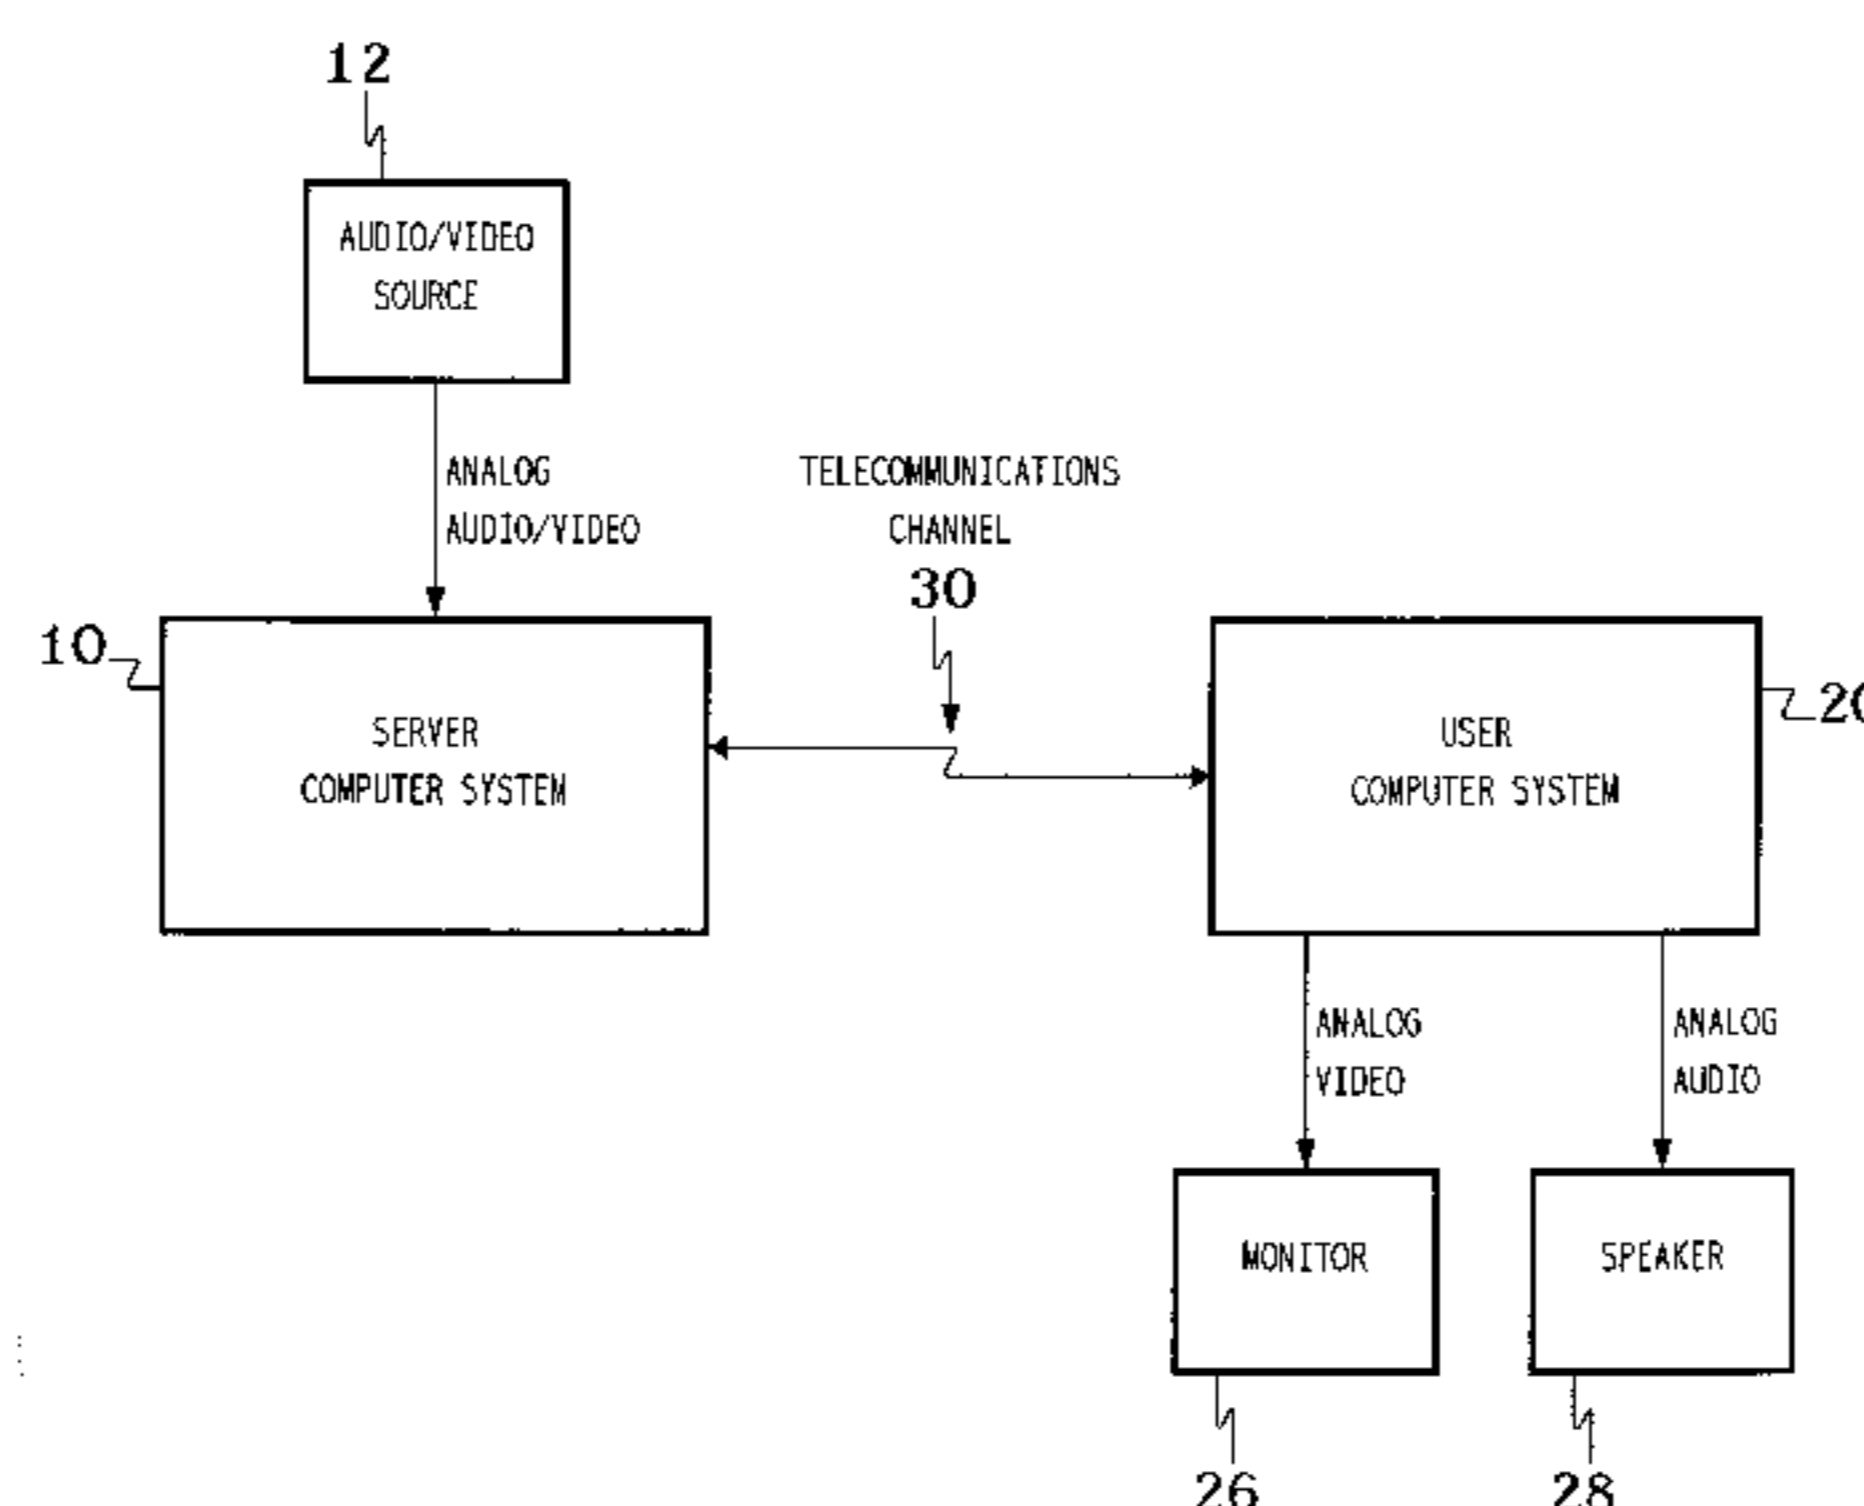 12
AUDIO/VIDEO
SOURCE
ANALOG
AUDIO/VIDEO
TELECOMMUNICATIONS
CHANNEL
30
10
SERVER
COMPUTER SYSTEM
USER
COMPUTER SYSTEM
20
ANALOG
VIDEO
ANALOG
AUDIO
MONITOR
SPEAKER
26
28